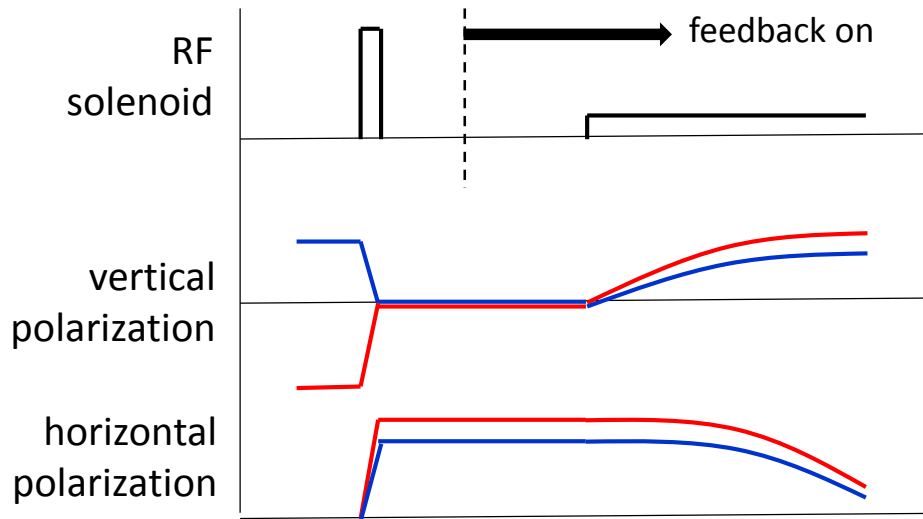 RF
solenoid
feedback on
vertical
polarization
horizontal
polarization